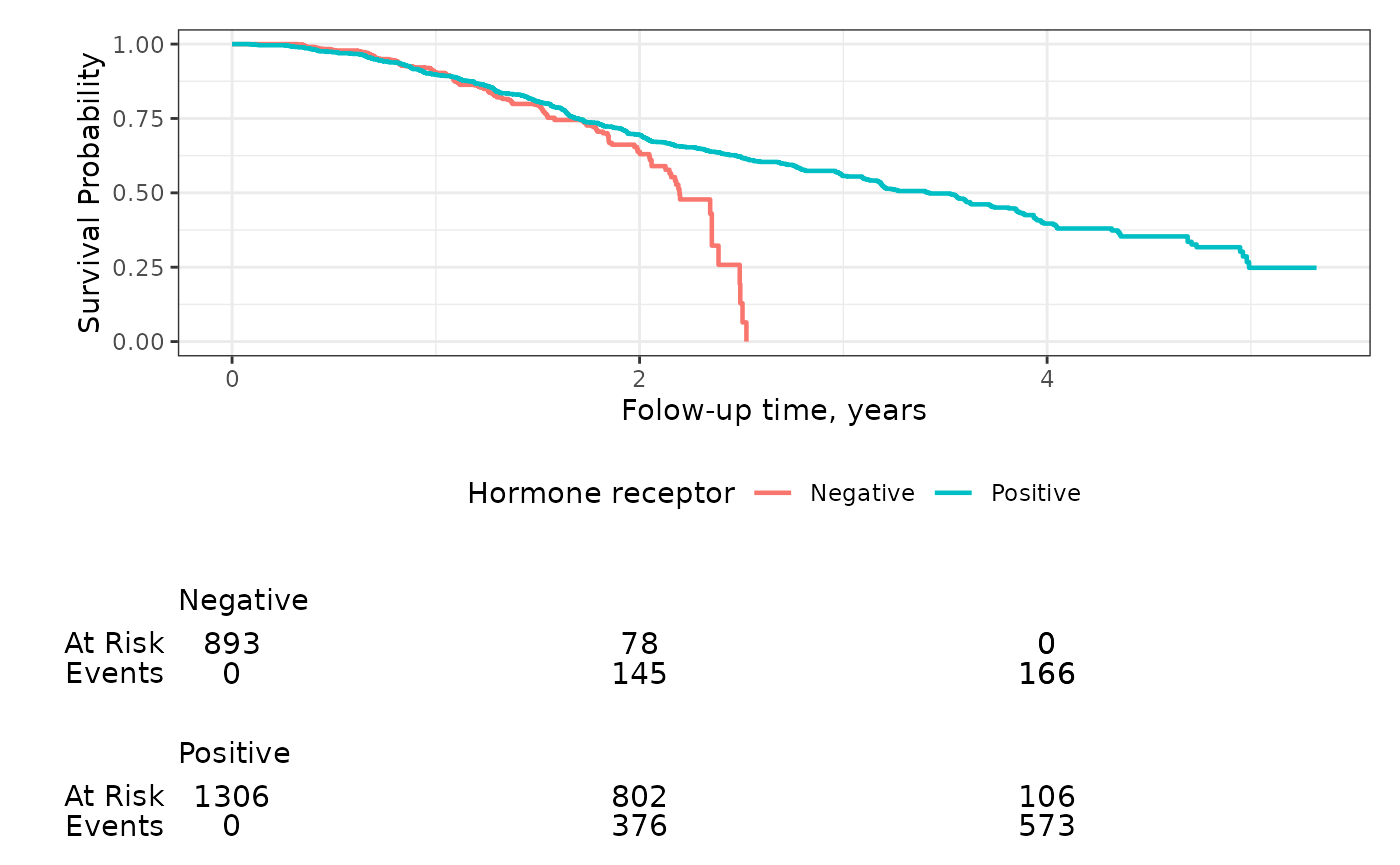 1.00
0.75
0.50
0.25
0.00
Survival Probability
0 2 4
Folow-up time, years
Hormone receptor Negative Positive
Negative
At Risk 893 78 0
Events 0 145 166
Positive
At Risk 1306 802 106
Events 0 376 573